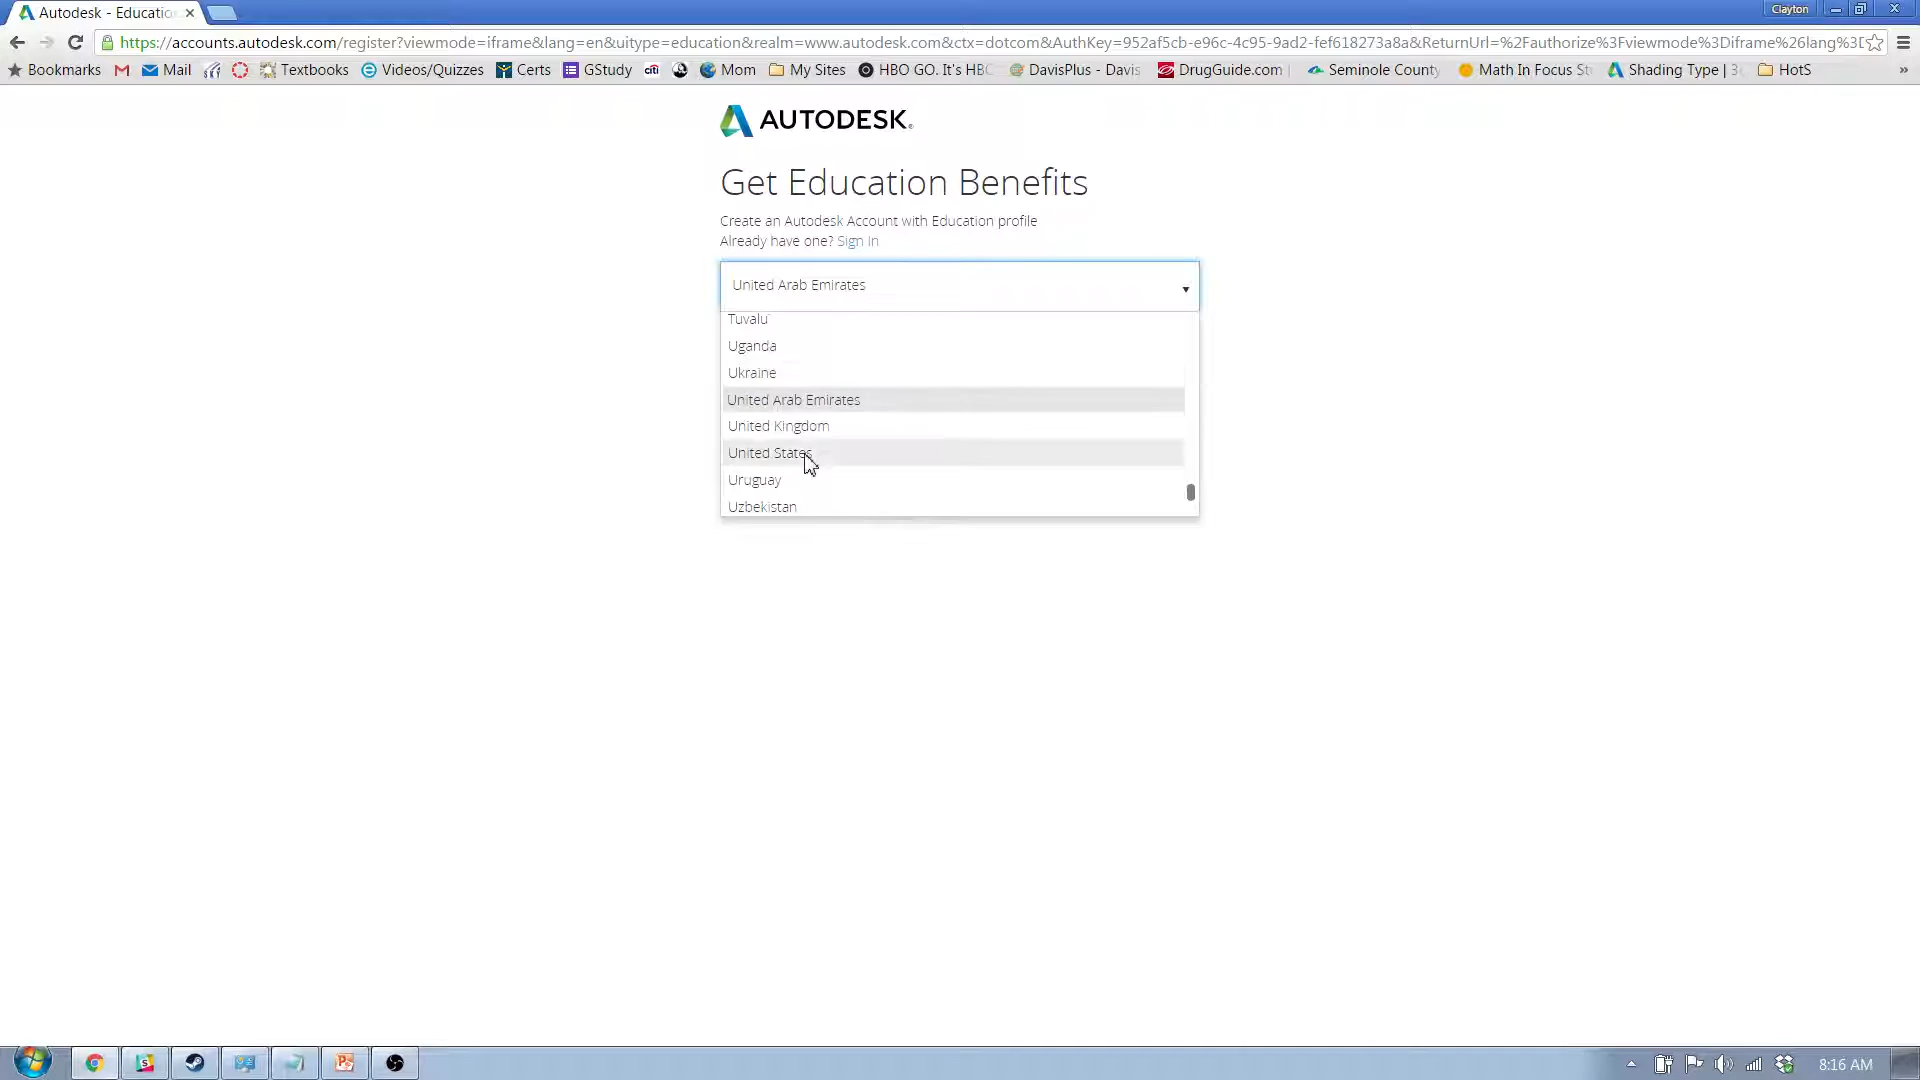 Autodesk - Educatio
Clayton
https://accounts.autodesk.com/register?viewmode=iframe&lang=en&uitype=education&realm=www.autodesk.com&ctx=dotcom&AuthKey=952af5cb-e96c-4c95-9ad2-fef618273a8a&ReturnUrl=%2Fauthorize%3Fviewmode%3Diframe%26lang%3D
Bookmarks Mail Textbooks Videos/Quizzes Certs GStudy citi Mom My Sites HBO GO. It's HBC DavisPlus - Davis DrugGuide.com | Seminole County Math In Focus St Shading Type | 3 HotS »
AUTODESK.
Get Education Benefits
Create an Autodesk Account with Education profile
Already have one? Sign In
United Arab Emirates
Tuvalu
Uganda
Ukraine
United Arab Emirates
United Kingdom
United States
Uruguay
Uzbekistan
8:16 AM